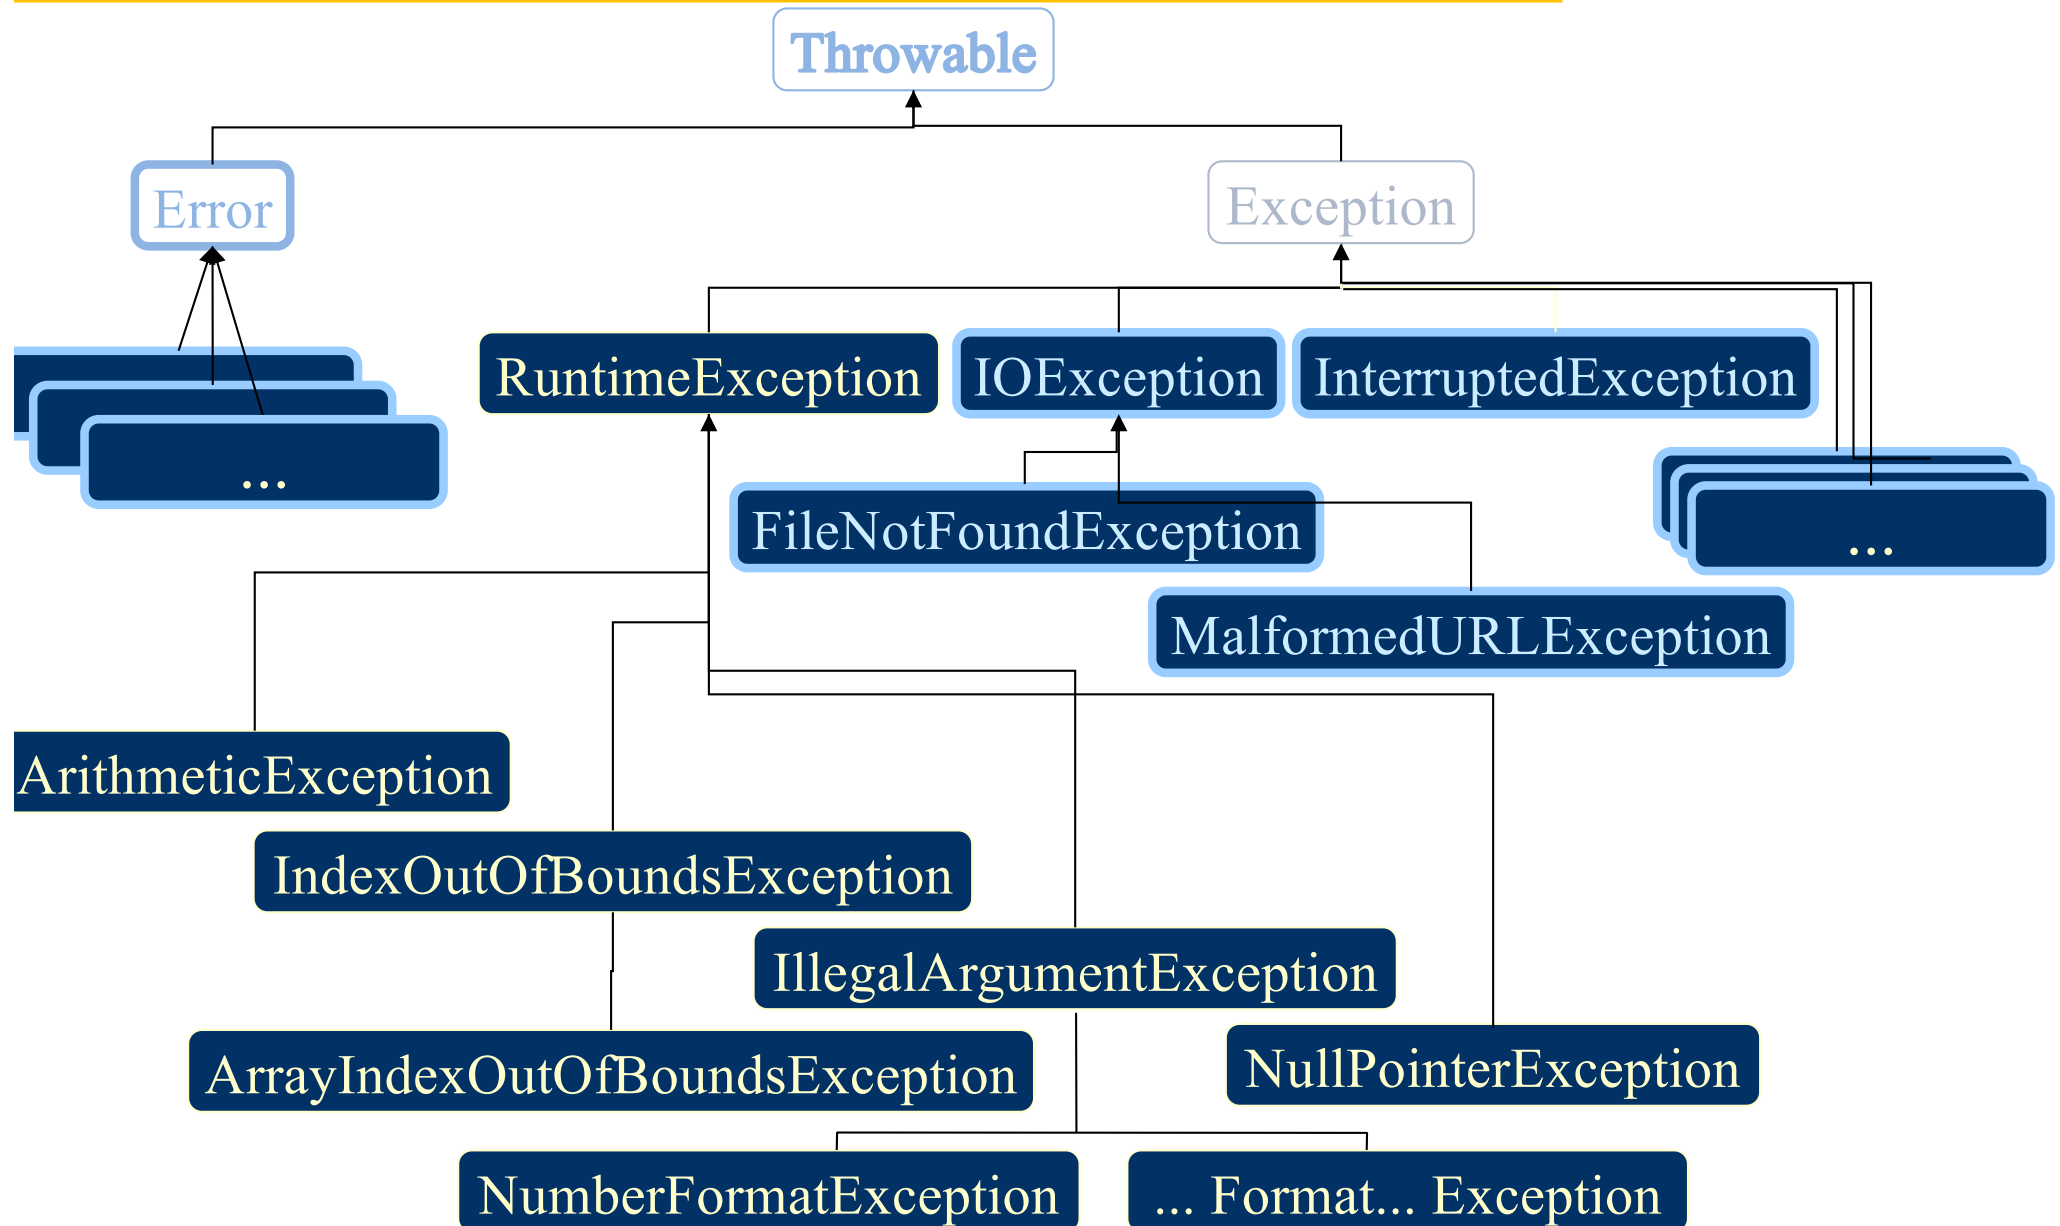 Throwable
Error
Exception
RuntimeException
IOException
InterruptedException
...
FileNotFoundException
...
MalformedURLException
ArithmeticException
IndexOutOfBoundsException
IllegalArgumentException
ArrayIndexOutOfBoundsException
NullPointerException
NumberFormatException
... Format... Exception